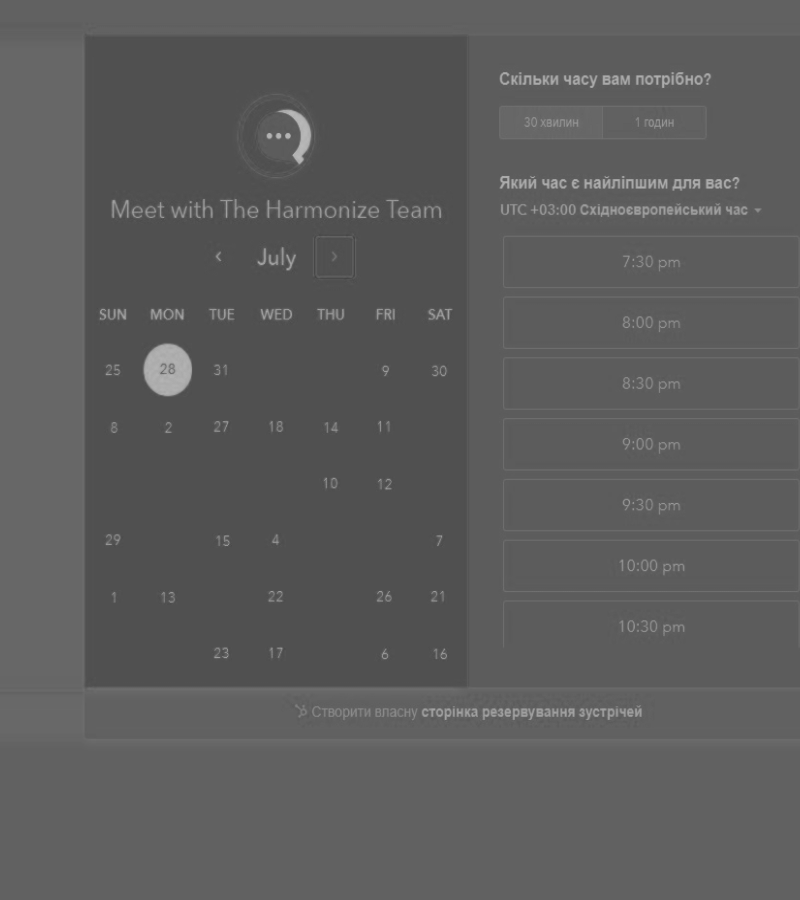 Meet with The Harmonize Team
July
SUN MON TUE WED THU FRI SAT
25 28 31 9 30
8 2 27 18 14 11
10 12
29 15 4 7
1 13 22 26 21
23 17 6 16
Скільки часу вам потрібно?
30 хвилин 1 годин
Який час є найліпшим для вас?
UTC +03:00 Східноєвропейський час
7:30 pm
8:00 pm
8:30 pm
9:00 pm
9:30 pm
10:00 pm
10:30 pm
Створити власну сторінка резервування зустрічей